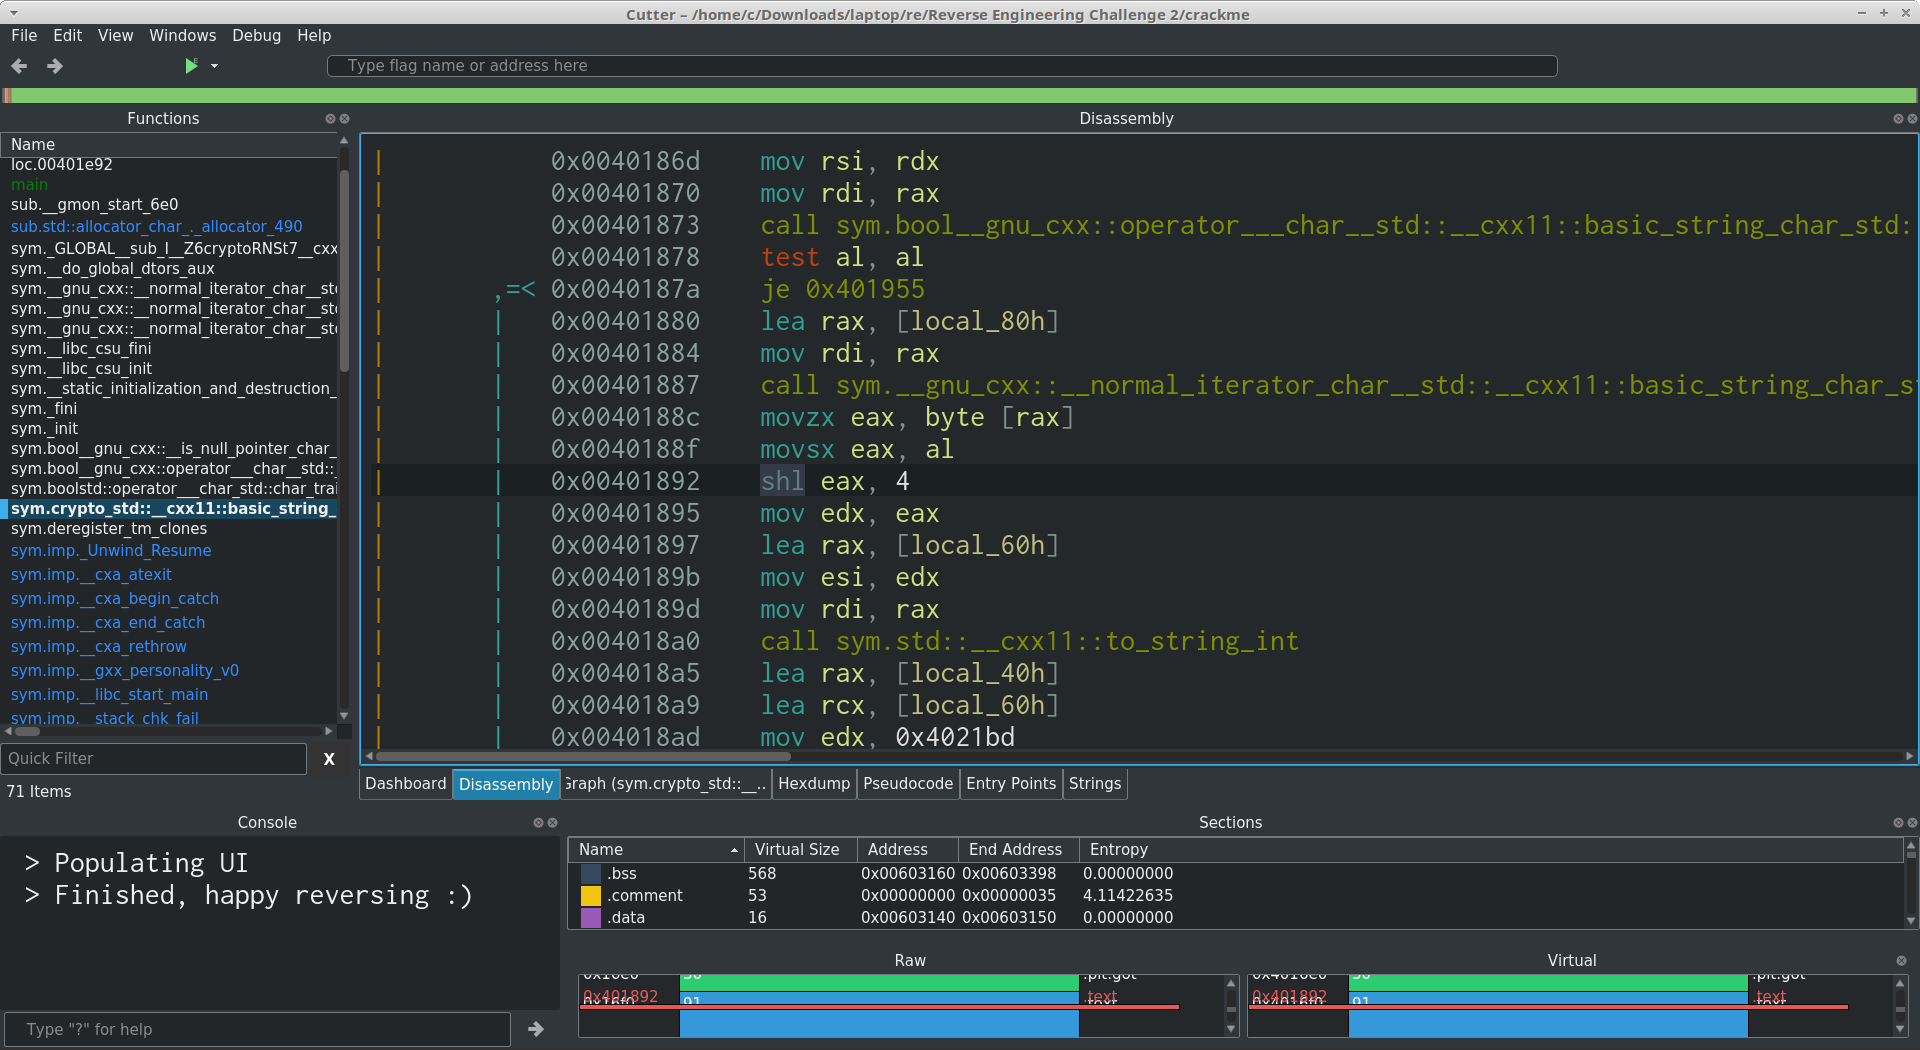 Cutter – /home/c/Downloads/laptop/re/Reverse Engineering Challenge 2/crackme
File Edit View Windows Debug Help
Type flag name or address here
Functions
Name
loc.00401e92
main
sub.__gmon_start_6e0
sub.std::allocator_char_._allocator_490
sym._GLOBAL__sub_I__Z6cryptoRNSt7__cxx
sym.__do_global_dtors_aux
sym.__gnu_cxx::__normal_iterator_char__std
sym.__gnu_cxx::__normal_iterator_char__std
sym.__gnu_cxx::__normal_iterator_char__std
sym.__libc_csu_fini
sym.__libc_csu_init
sym.__static_initialization_and_destruction_
sym._fini
sym._init
sym.bool__gnu_cxx::__is_null_pointer_char_
sym.bool__gnu_cxx::operator___char__std::
sym.boolstd::operator___char_std::char_trai
sym.crypto_std::__cxx11::basic_string_
sym.deregister_tm_clones
sym.imp._Unwind_Resume
sym.imp.__cxa_atexit
sym.imp.__cxa_begin_catch
sym.imp.__cxa_end_catch
sym.imp.__cxa_rethrow
sym.imp.__gxx_personality_v0
sym.imp.__libc_start_main
sym.imp.__stack_chk_fail
Quick Filter X
71 Items
Disassembly
0x0040186d mov rsi, rdx
0x00401870 mov rdi, rax
0x00401873 call sym.bool__gnu_cxx::operator___char__std::__cxx11::basic_string_char_std:
0x00401878 test al, al
,=< 0x0040187a je 0x401955
| 0x00401880 lea rax, [local_80h]
| 0x00401884 mov rdi, rax
| 0x00401887 call sym.__gnu_cxx::__normal_iterator_char__std::__cxx11::basic_string_char_s
| 0x0040188c movzx eax, byte [rax]
| 0x0040188f movsx eax, al
| 0x00401892 shl eax, 4
| 0x00401895 mov edx, eax
| 0x00401897 lea rax, [local_60h]
| 0x0040189b mov esi, edx
| 0x0040189d mov rdi, rax
| 0x004018a0 call sym.std::__cxx11::to_string_int
| 0x004018a5 lea rax, [local_40h]
| 0x004018a9 lea rcx, [local_60h]
| 0x004018ad mov edx, 0x4021bd
Dashboard Disassembly Graph (sym.crypto_std::__.. Hexdump Pseudocode Entry Points Strings
Console
> Populating UI
> Finished, happy reversing :)
Type "?" for help
Sections
Name Virtual Size Address End Address Entropy
.bss 568 0x00603160 0x00603398 0.00000000
.comment 53 0x00000000 0x00000035 4.11422635
.data 16 0x00603140 0x00603150 0.00000000
Raw
.plt.got
0x401892 .text
91
Virtual
.plt.got
0x401892 .text
91